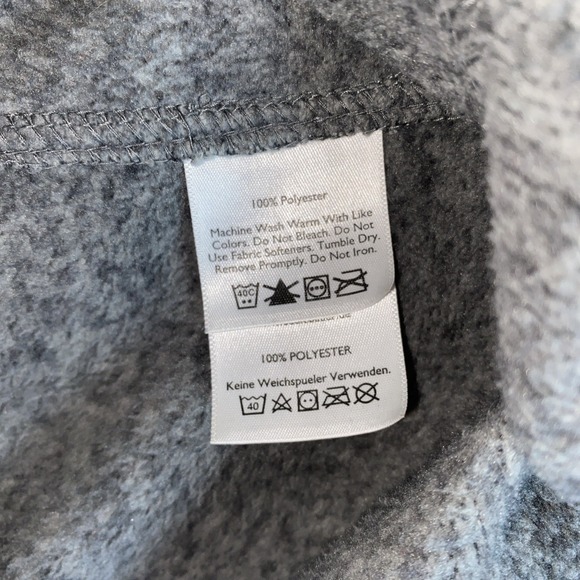 100% Polyester
Machine Wash Warm With Like
Colors. Do Not Bleach. Do Not
Use Fabric Softeners. Tumble Dry.
Remove Promptly. Do Not Iron.
40C
100% POLYESTER
Keine Weichspueler Verwenden.
40